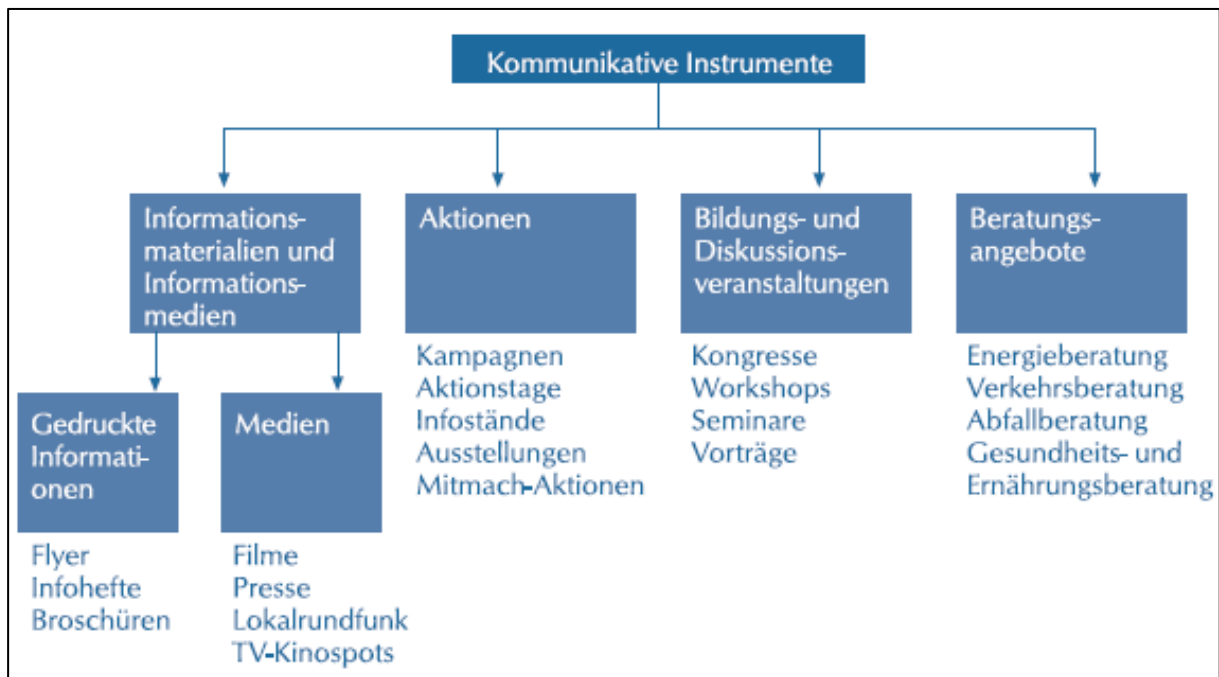 Kommunikative Instrumente
Informations-
materialien und
Informations-
medien
Aktionen
Bildungs- und
Diskussions-
veranstaltungen
Beratungs-
angebote
Gedruckte
Informati-
onen
Flyer
Infohefte
Broschüren
Medien
Filme
Presse
Lokalrundfunk
TV-Kinospots
Kampagnen
Aktionstage
Infostände
Ausstellungen
Mitmach-Aktionen
Kongresse
Workshops
Seminare
Vorträge
Energieberatung
Verkehrsberatung
Abfallberatung
Gesundheits- und
Ernährungsberatung